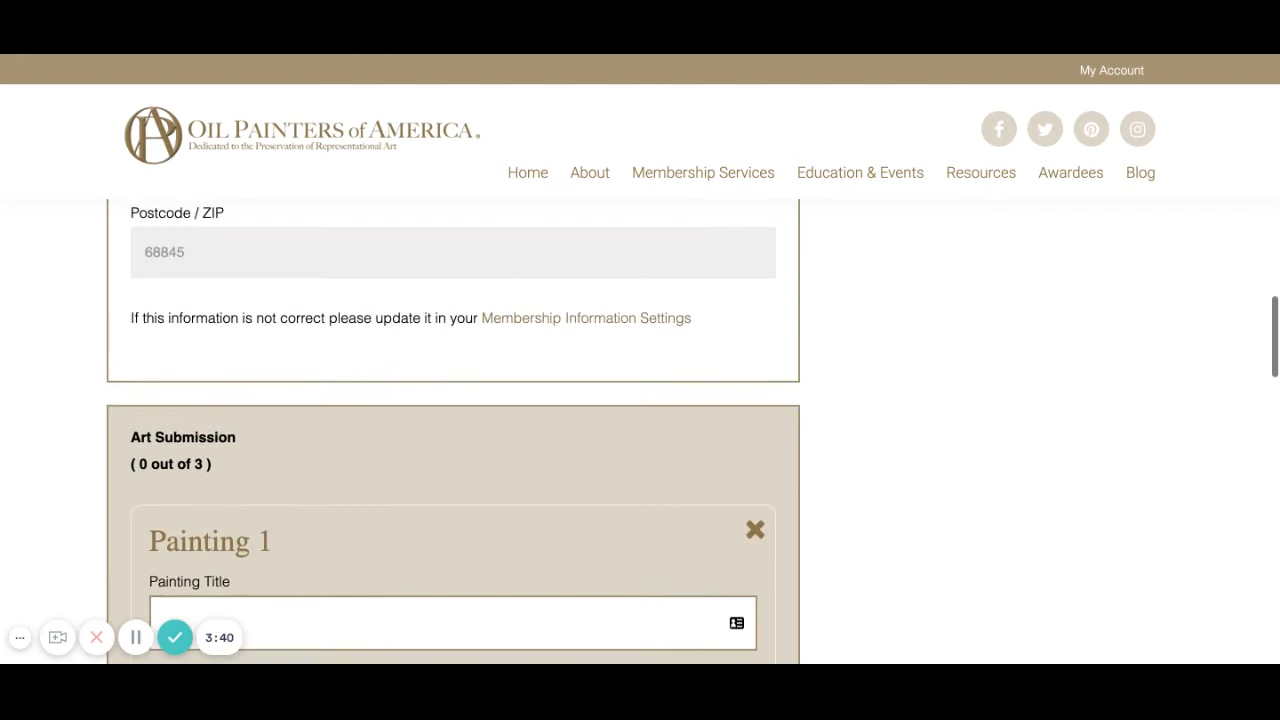 My Account
OIL PAINTERS of AMERICA.
Dedicated to the Preservation of Representational Art
Home About Membership Services Education & Events Resources Awardees Blog
Postcode / ZIP
68845
If this information is not correct please update it in your Membership Information Settings
Art Submission
( 0 out of 3 )
Painting 1
Painting Title
3:40